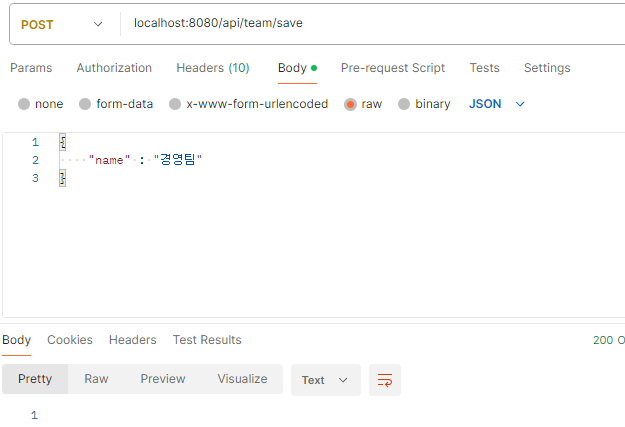 POST localhost:8080/api/team/save
Params Authorization Headers (10) Body Pre-request Script Tests Settings
none form-data x-www-form-urlencoded raw binary JSON
1 {
2 "name" : "경영팀"
3 }
Body Cookies Headers Test Results 200 O
Pretty Raw Preview Visualize Text
1